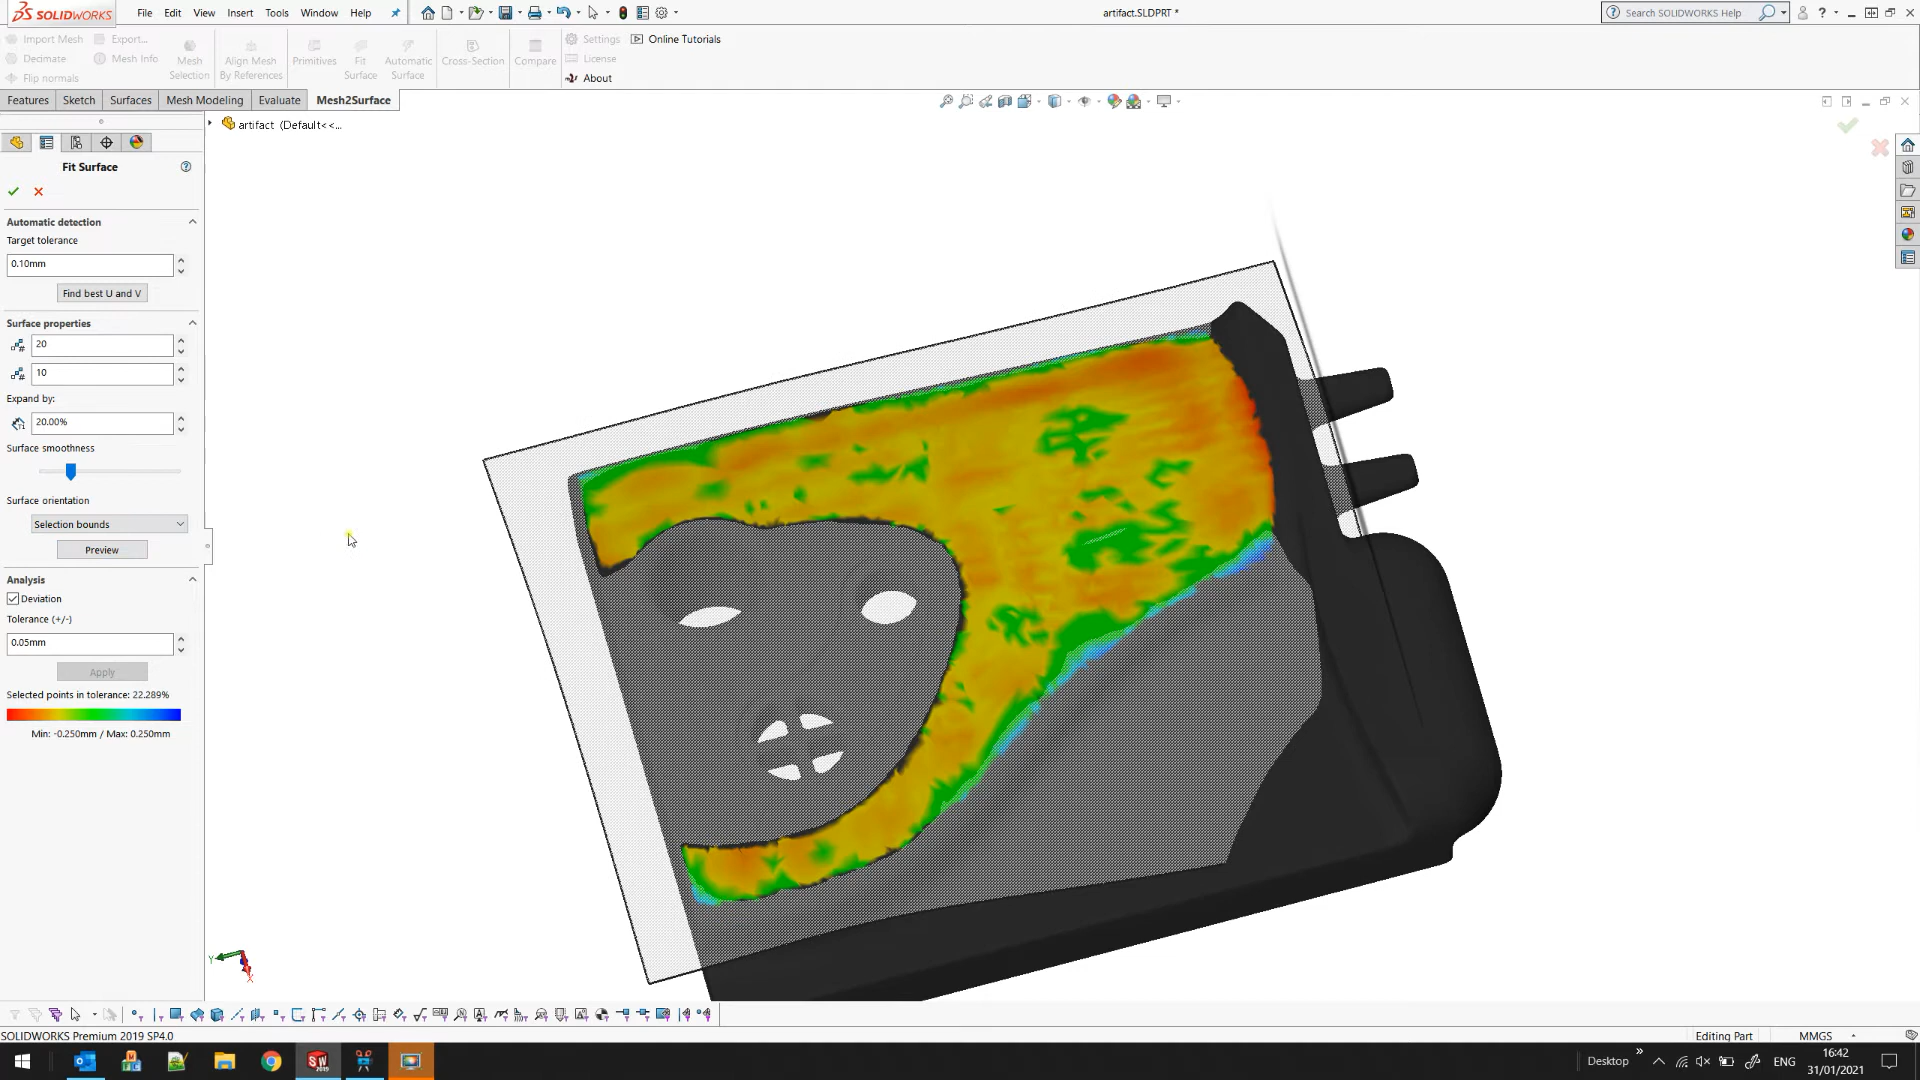 SOLIDWORKS
File Edit View Insert Tools Window Help
artifact.SLDPRT *
Search SOLIDWORKS Help
Import Mesh
Export...
Decimate
Mesh Info
Flip normals
Mesh Selection
Align Mesh By References
Primitives
Fit Surface
Automatic Surface
Cross-Section
Compare
Settings
Online Tutorials
License
About
Features Sketch Surfaces Mesh Modeling Evaluate Mesh2Surface
artifact (Default<<...
Fit Surface
Automatic detection
Target tolerance
0.10mm
Find best U and V
Surface properties
20
10
Expand by:
20.00%
Surface smoothness
Surface orientation
Selection bounds
Preview
Analysis
Deviation
Tolerance (+/-)
0.05mm
Apply
Selected points in tolerance: 22.289%
Min: -0.250mm / Max: 0.250mm
Y
X
SOLIDWORKS Premium 2019 SP4.0
Editing Part
MMGS
Desktop
ENG
16:42
31/01/2021